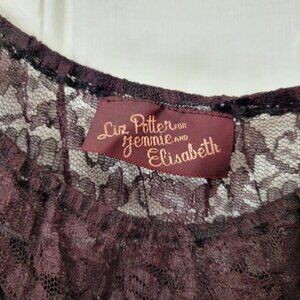 Liz Potter FOR
Jennie AND
Elisabeth